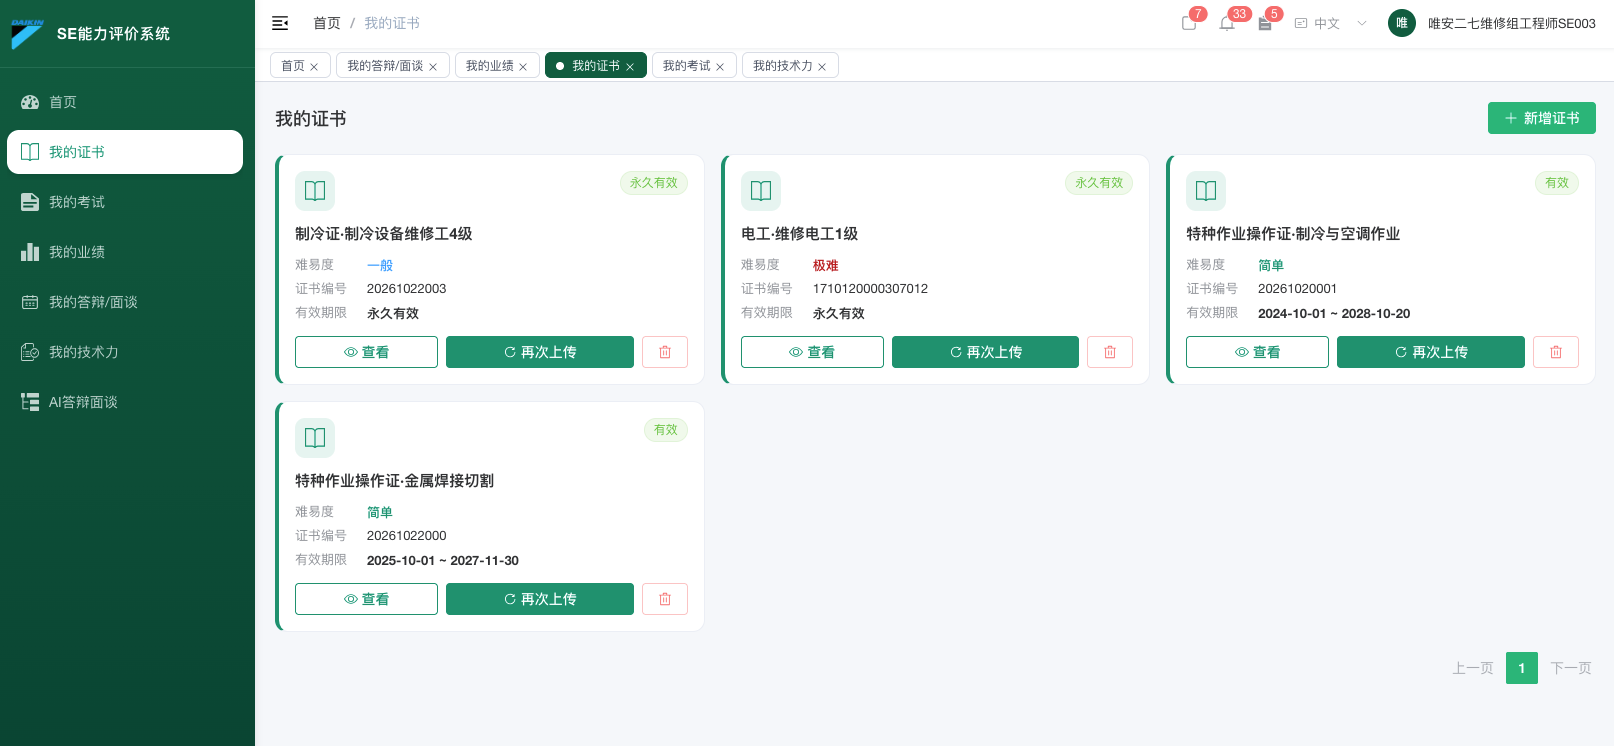 DAIKIN
SE能力评价系统
首页
我的证书
我的考试
我的业绩
我的答辩/面谈
我的技术力
AI答辩面谈
首页 / 我的证书
7
33
5
中文
唯
唯安二七维修组工程师SE003
首页
我的答辩/面谈
我的业绩
我的证书
我的考试
我的技术力
我的证书
新增证书
永久有效
制冷证·制冷设备维修工4级
难易度 一般
证书编号 20261022003
有效期限 永久有效
查看
再次上传
永久有效
电工·维修电工1级
难易度 极难
证书编号 1710120000307012
有效期限 永久有效
查看
再次上传
有效
特种作业操作证·制冷与空调作业
难易度 简单
证书编号 20261020001
有效期限 2024-10-01 ~ 2028-10-20
查看
再次上传
有效
特种作业操作证·金属焊接切割
难易度 简单
证书编号 20261022000
有效期限 2025-10-01 ~ 2027-11-30
查看
再次上传
上一页 1 下一页